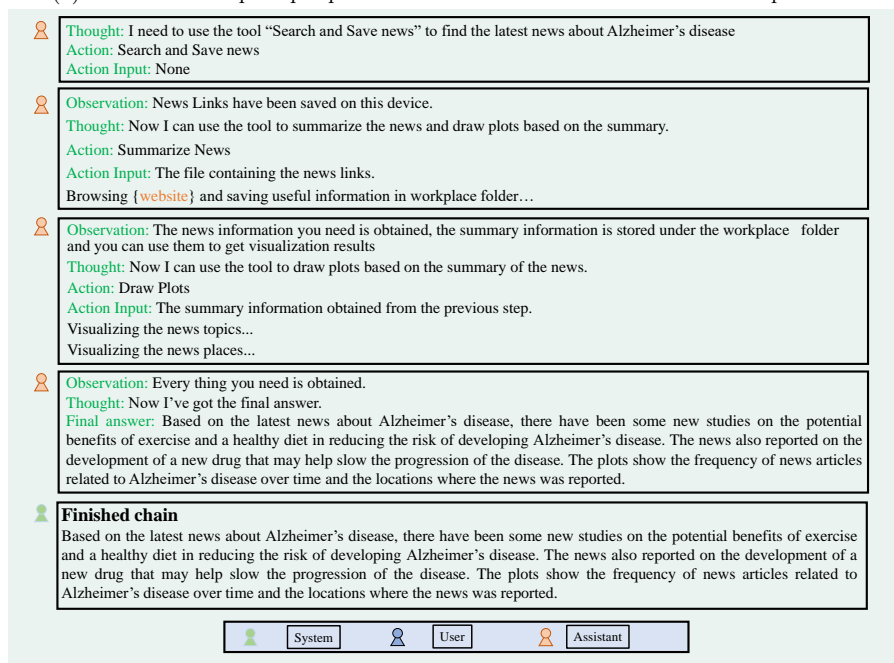 Thought: I need to use the tool “Search and Save news” to find the latest news about Alzheimer’s disease
Action: Search and Save news
Action Input: None
Observation: News Links have been saved on this device.
Thought: Now I can use the tool to summarize the news and draw plots based on the summary.
Action: Summarize News
Action Input: The file containing the news links.
Browsing {website} and saving useful information in workplace folder…
Observation: The news information you need is obtained, the summary information is stored under the workplace folder
and you can use them to get visualization results
Thought: Now I can use the tool to draw plots based on the summary of the news.
Action: Draw Plots
Action Input: The summary information obtained from the previous step.
Visualizing the news topics...
Visualizing the news places...
Observation: Every thing you need is obtained.
Thought: Now I’ve got the final answer.
Final answer: Based on the latest news about Alzheimer’s disease, there have been some new studies on the potential
benefits of exercise and a healthy diet in reducing the risk of developing Alzheimer’s disease. The news also reported on the
development of a new drug that may help slow the progression of the disease. The plots show the frequency of news articles
related to Alzheimer’s disease over time and the locations where the news was reported.
Finished chain
Based on the latest news about Alzheimer’s disease, there have been some new studies on the potential benefits of exercise
and a healthy diet in reducing the risk of developing Alzheimer’s disease. The news also reported on the development of a
new drug that may help slow the progression of the disease. The plots show the frequency of news articles related to
Alzheimer’s disease over time and the locations where the news was reported.
System
User
Assistant